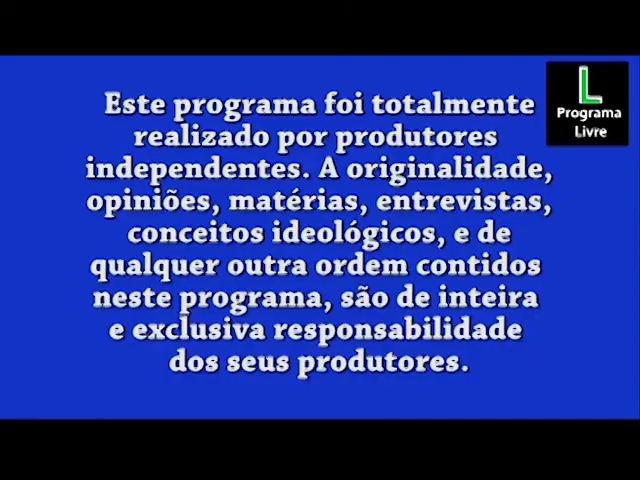 Este programa foi totalmente
realizado por produtores
independentes. A originalidade,
opiniões, matérias, entrevistas,
conceitos ideológicos, e de
qualquer outra ordem contidos
neste programa, são de inteira
e exclusiva responsabilidade
dos seus produtores.
L
Programa
Livre